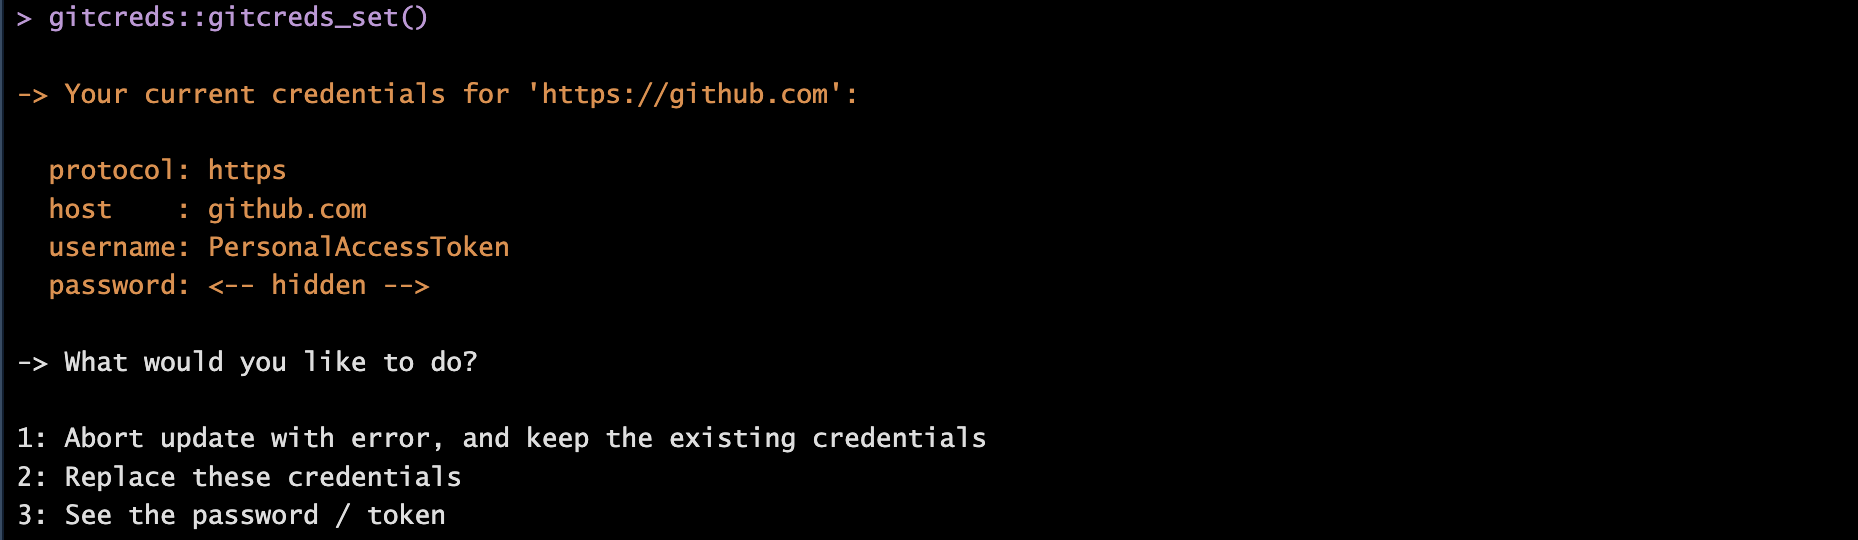 > gitcreds::gitcreds_set()
-> Your current credentials for 'https://github.com':
protocol: https
host    : github.com
username: PersonalAccessToken
password: <-- hidden -->
-> What would you like to do?
1: Abort update with error, and keep the existing credentials
2: Replace these credentials
3: See the password / token